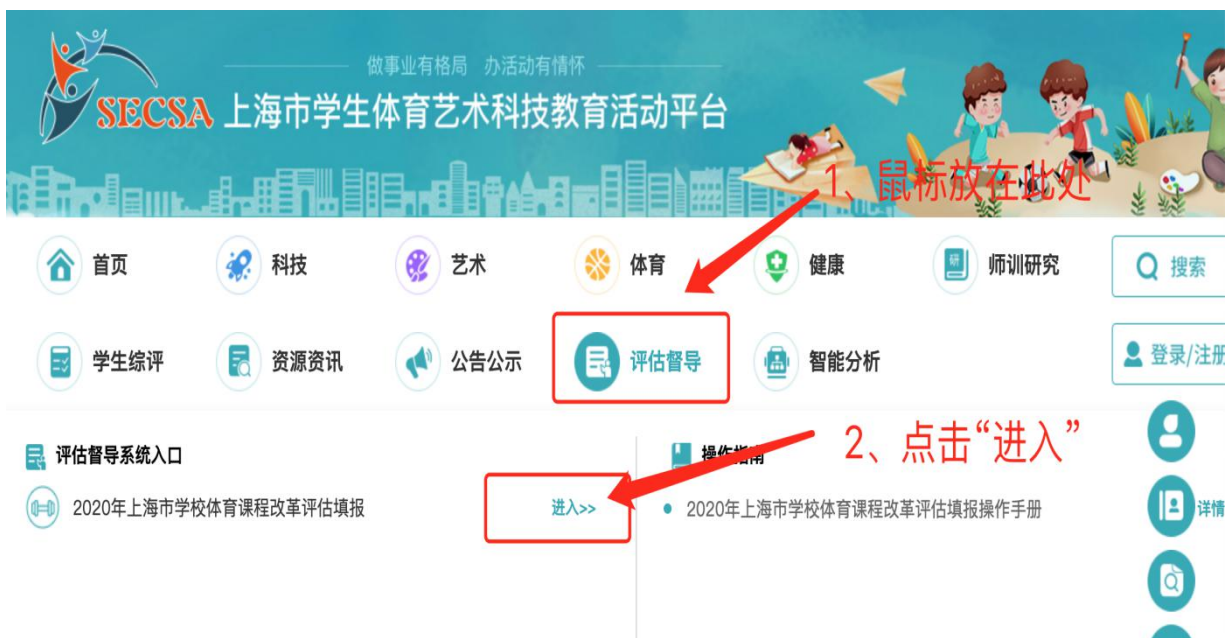 做事业有格局 办活动有情怀
SECSA 上海市学生体育艺术科技教育活动平台
1、鼠标放在此处
首页 科技 艺术 体育 健康 研 师训研究 搜索
学生综评 资源资讯 公告公示 评估督导 智能分析 登录/注册
2、点击“进入”
评估督导系统入口 操作指南
2020年上海市学校体育课程改革评估填报 进入>> 2020年上海市学校体育课程改革评估填报操作手册 详情